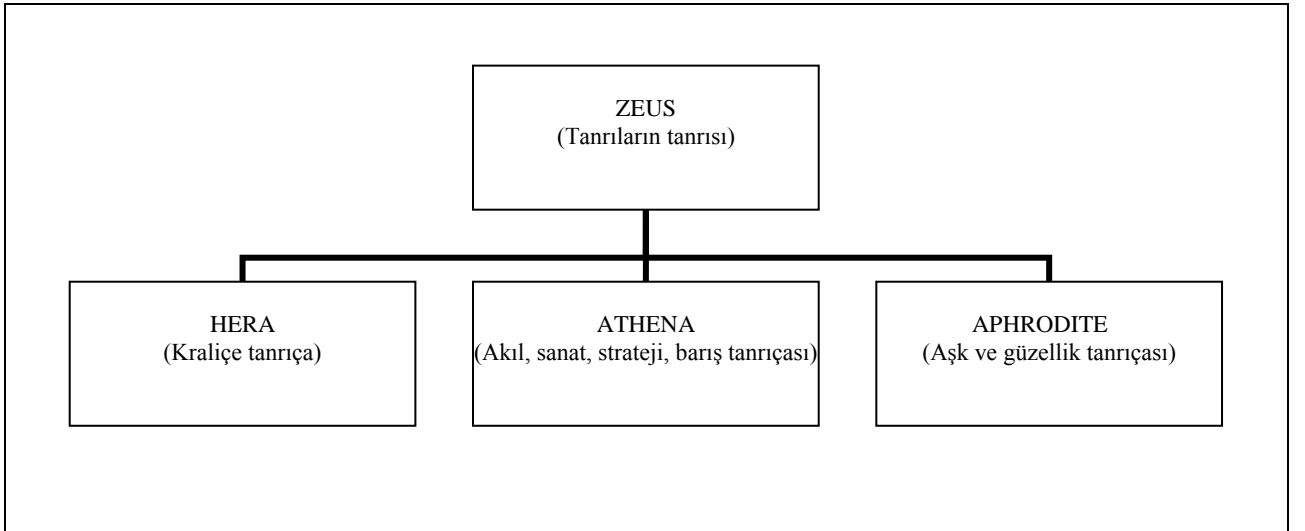 ZEUS
(Tanrıların tanrısı)
HERA
(Kraliçe tanrıça)
ATHENA
(Akıl, sanat, strateji, barış tanrıçası)
APHRODITE
(Aşk ve güzellik tanrıçası)